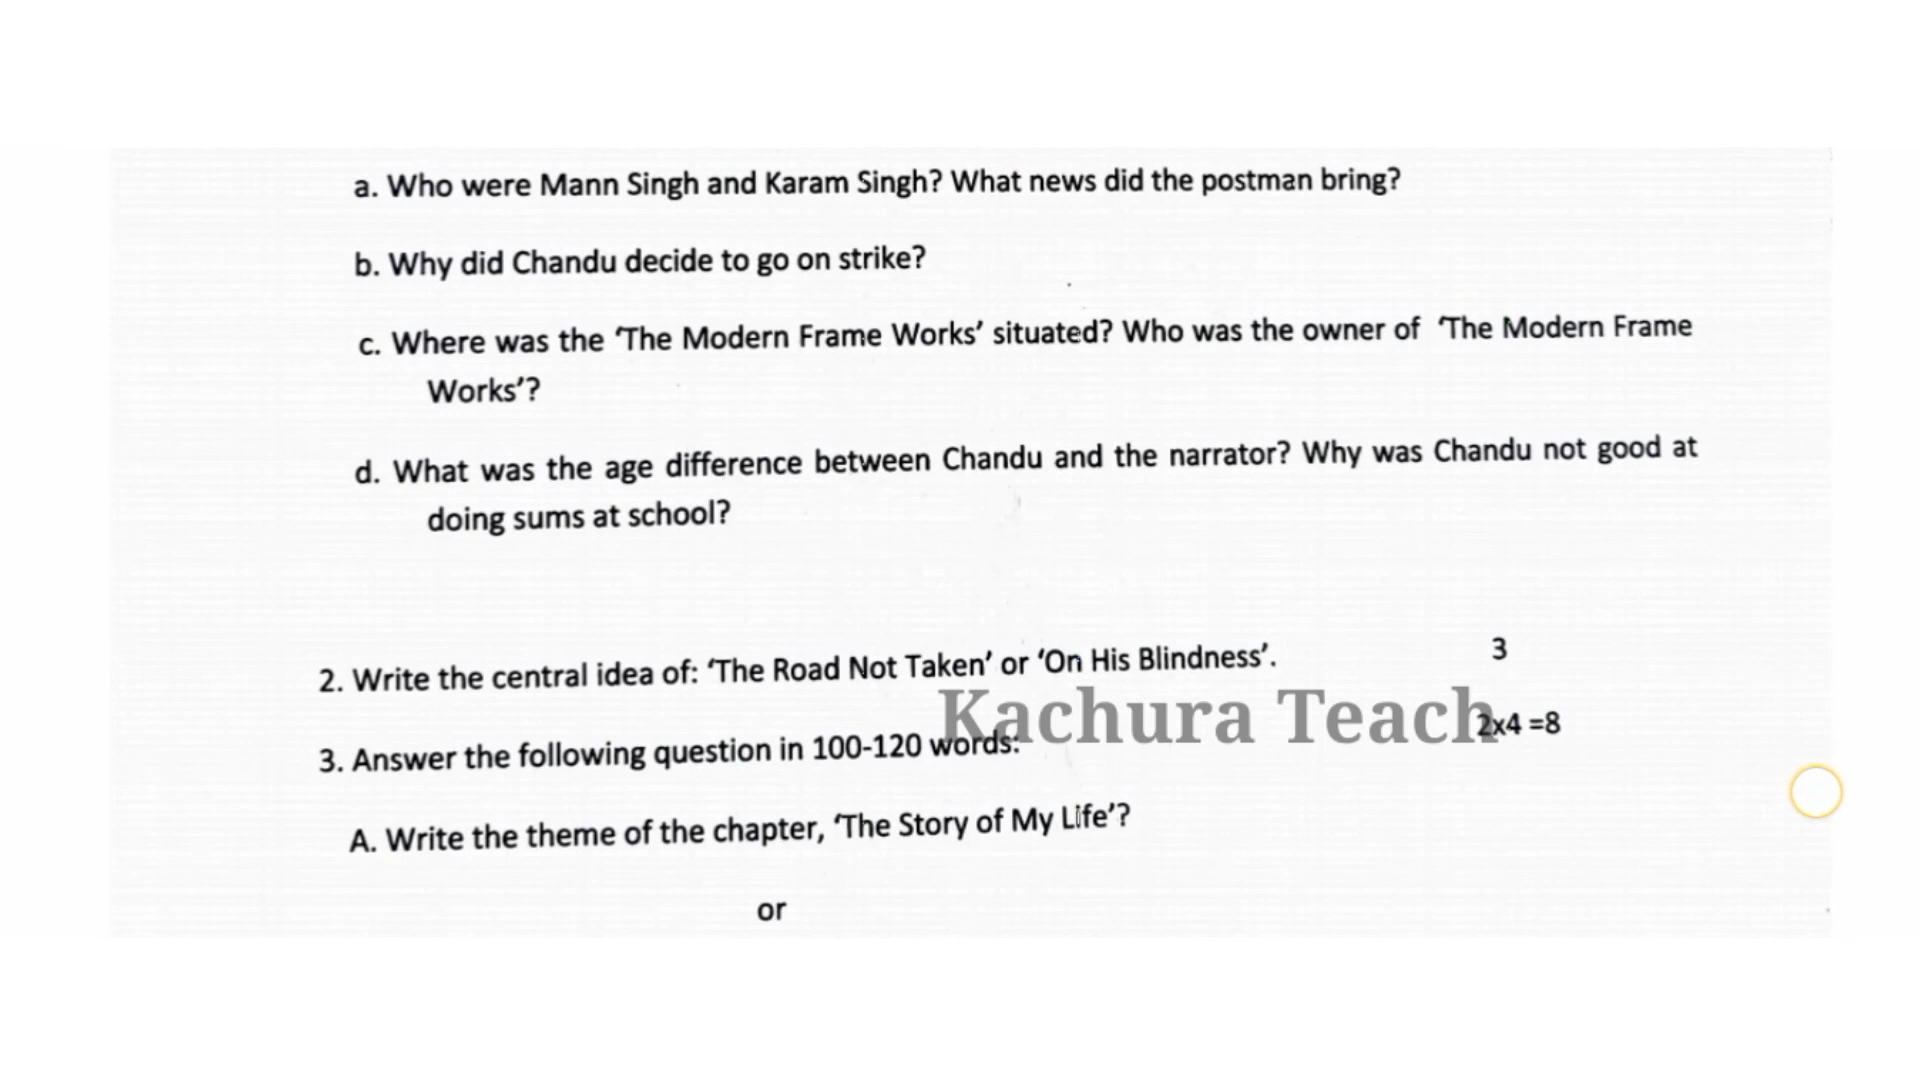 a. Who were Mann Singh and Karam Singh? What news did the postman bring?
b. Why did Chandu decide to go on strike?
c. Where was the ‘The Modern Frame Works’ situated? Who was the owner of ‘The Modern Frame
Works’?
d. What was the age difference between Chandu and the narrator? Why was Chandu not good at
doing sums at school?
2. Write the central idea of: ‘The Road Not Taken’ or ‘On His Blindness’. 3
3. Answer the following question in 100-120 words: 2x4 =8
Kachura Teach
A. Write the theme of the chapter, ‘The Story of My Life’?
or